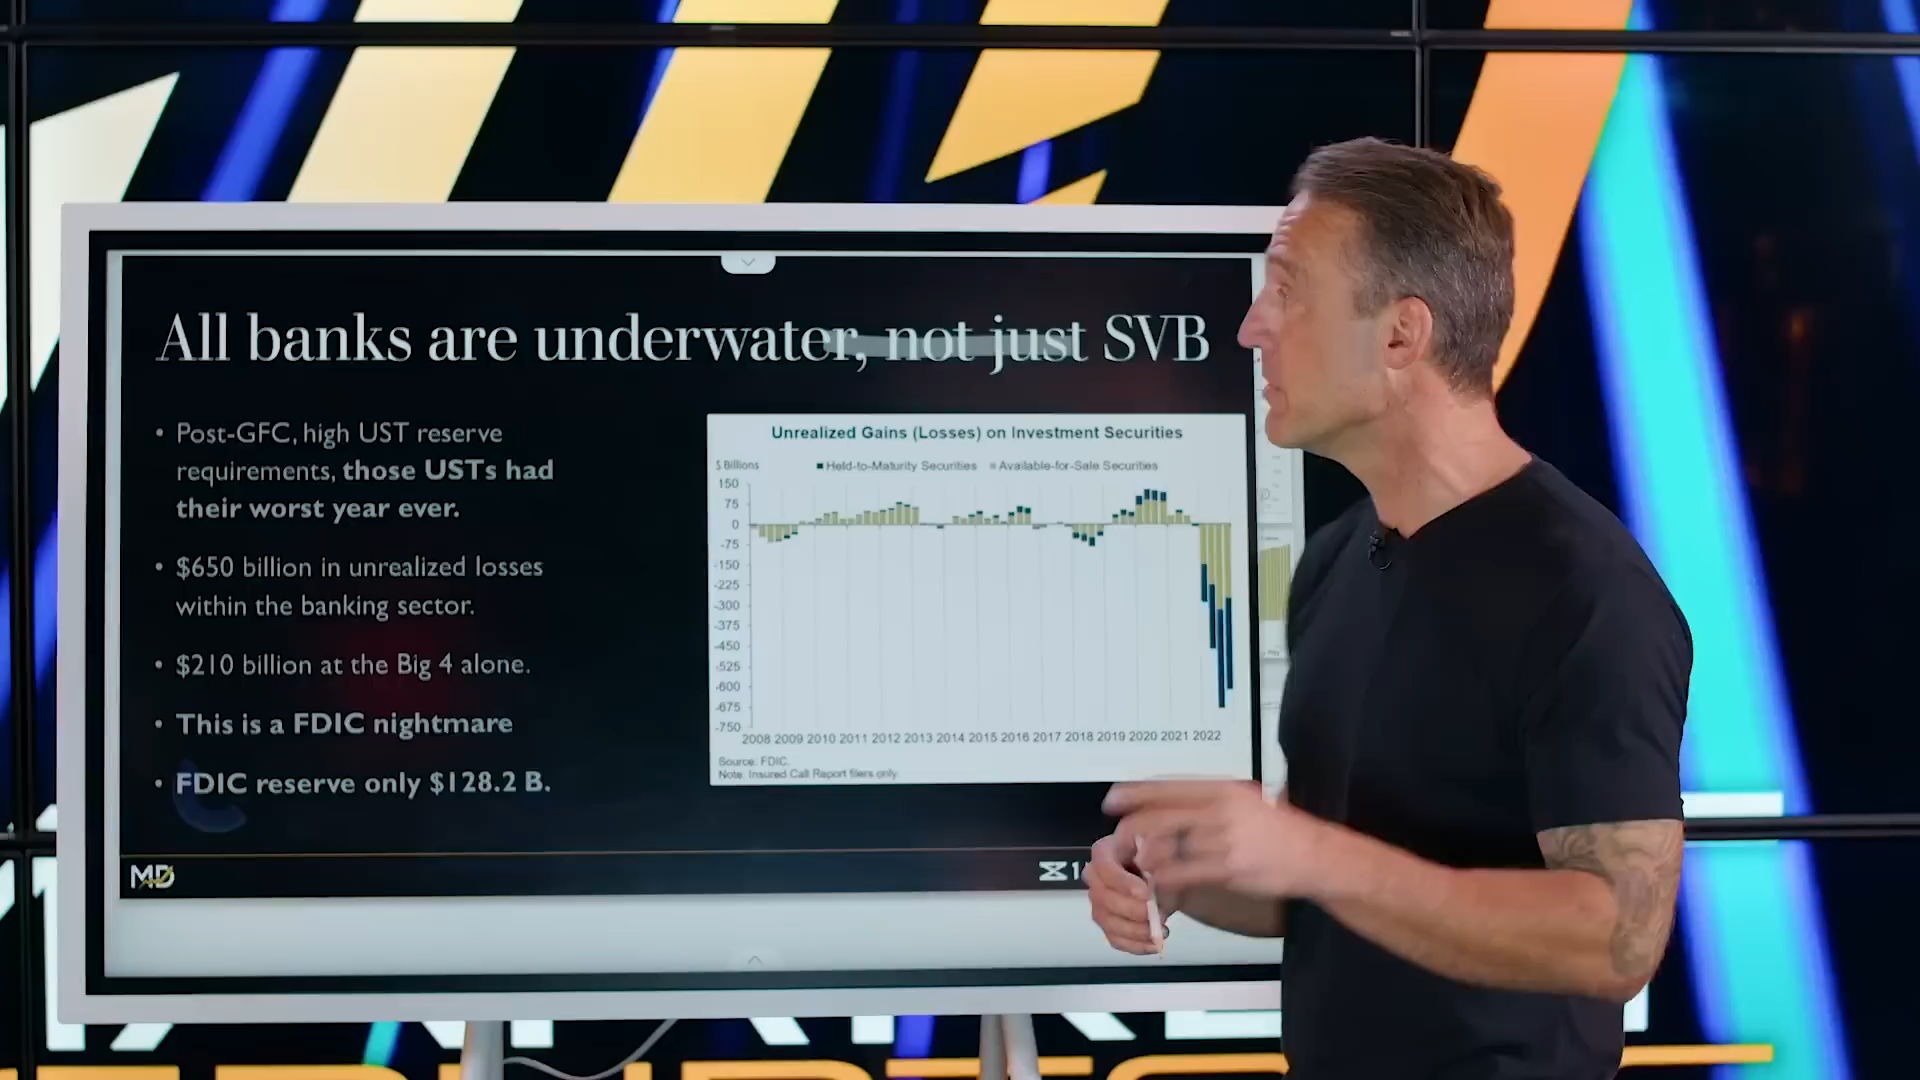 All banks are underwater, not just SVB
• Post-GFC, high UST reserve
requirements, those USTs had
their worst year ever.
• $650 billion in unrealized losses
within the banking sector.
• $210 billion at the Big 4 alone.
• This is a FDIC nightmare
• FDIC reserve only $128.2 B.
Unrealized Gains (Losses) on Investment Securities
$ Billions
Held-to-Maturity Securities Available-for-Sale Securities
150
75
0
-75
-150
-225
-300
-375
-450
-525
-600
-675
-750
2008 2009 2010 2011 2012 2013 2014 2015 2016 2017 2018 2019 2020 2021 2022
Source: FDIC.
Note: Insured Call Report filers only.
MD